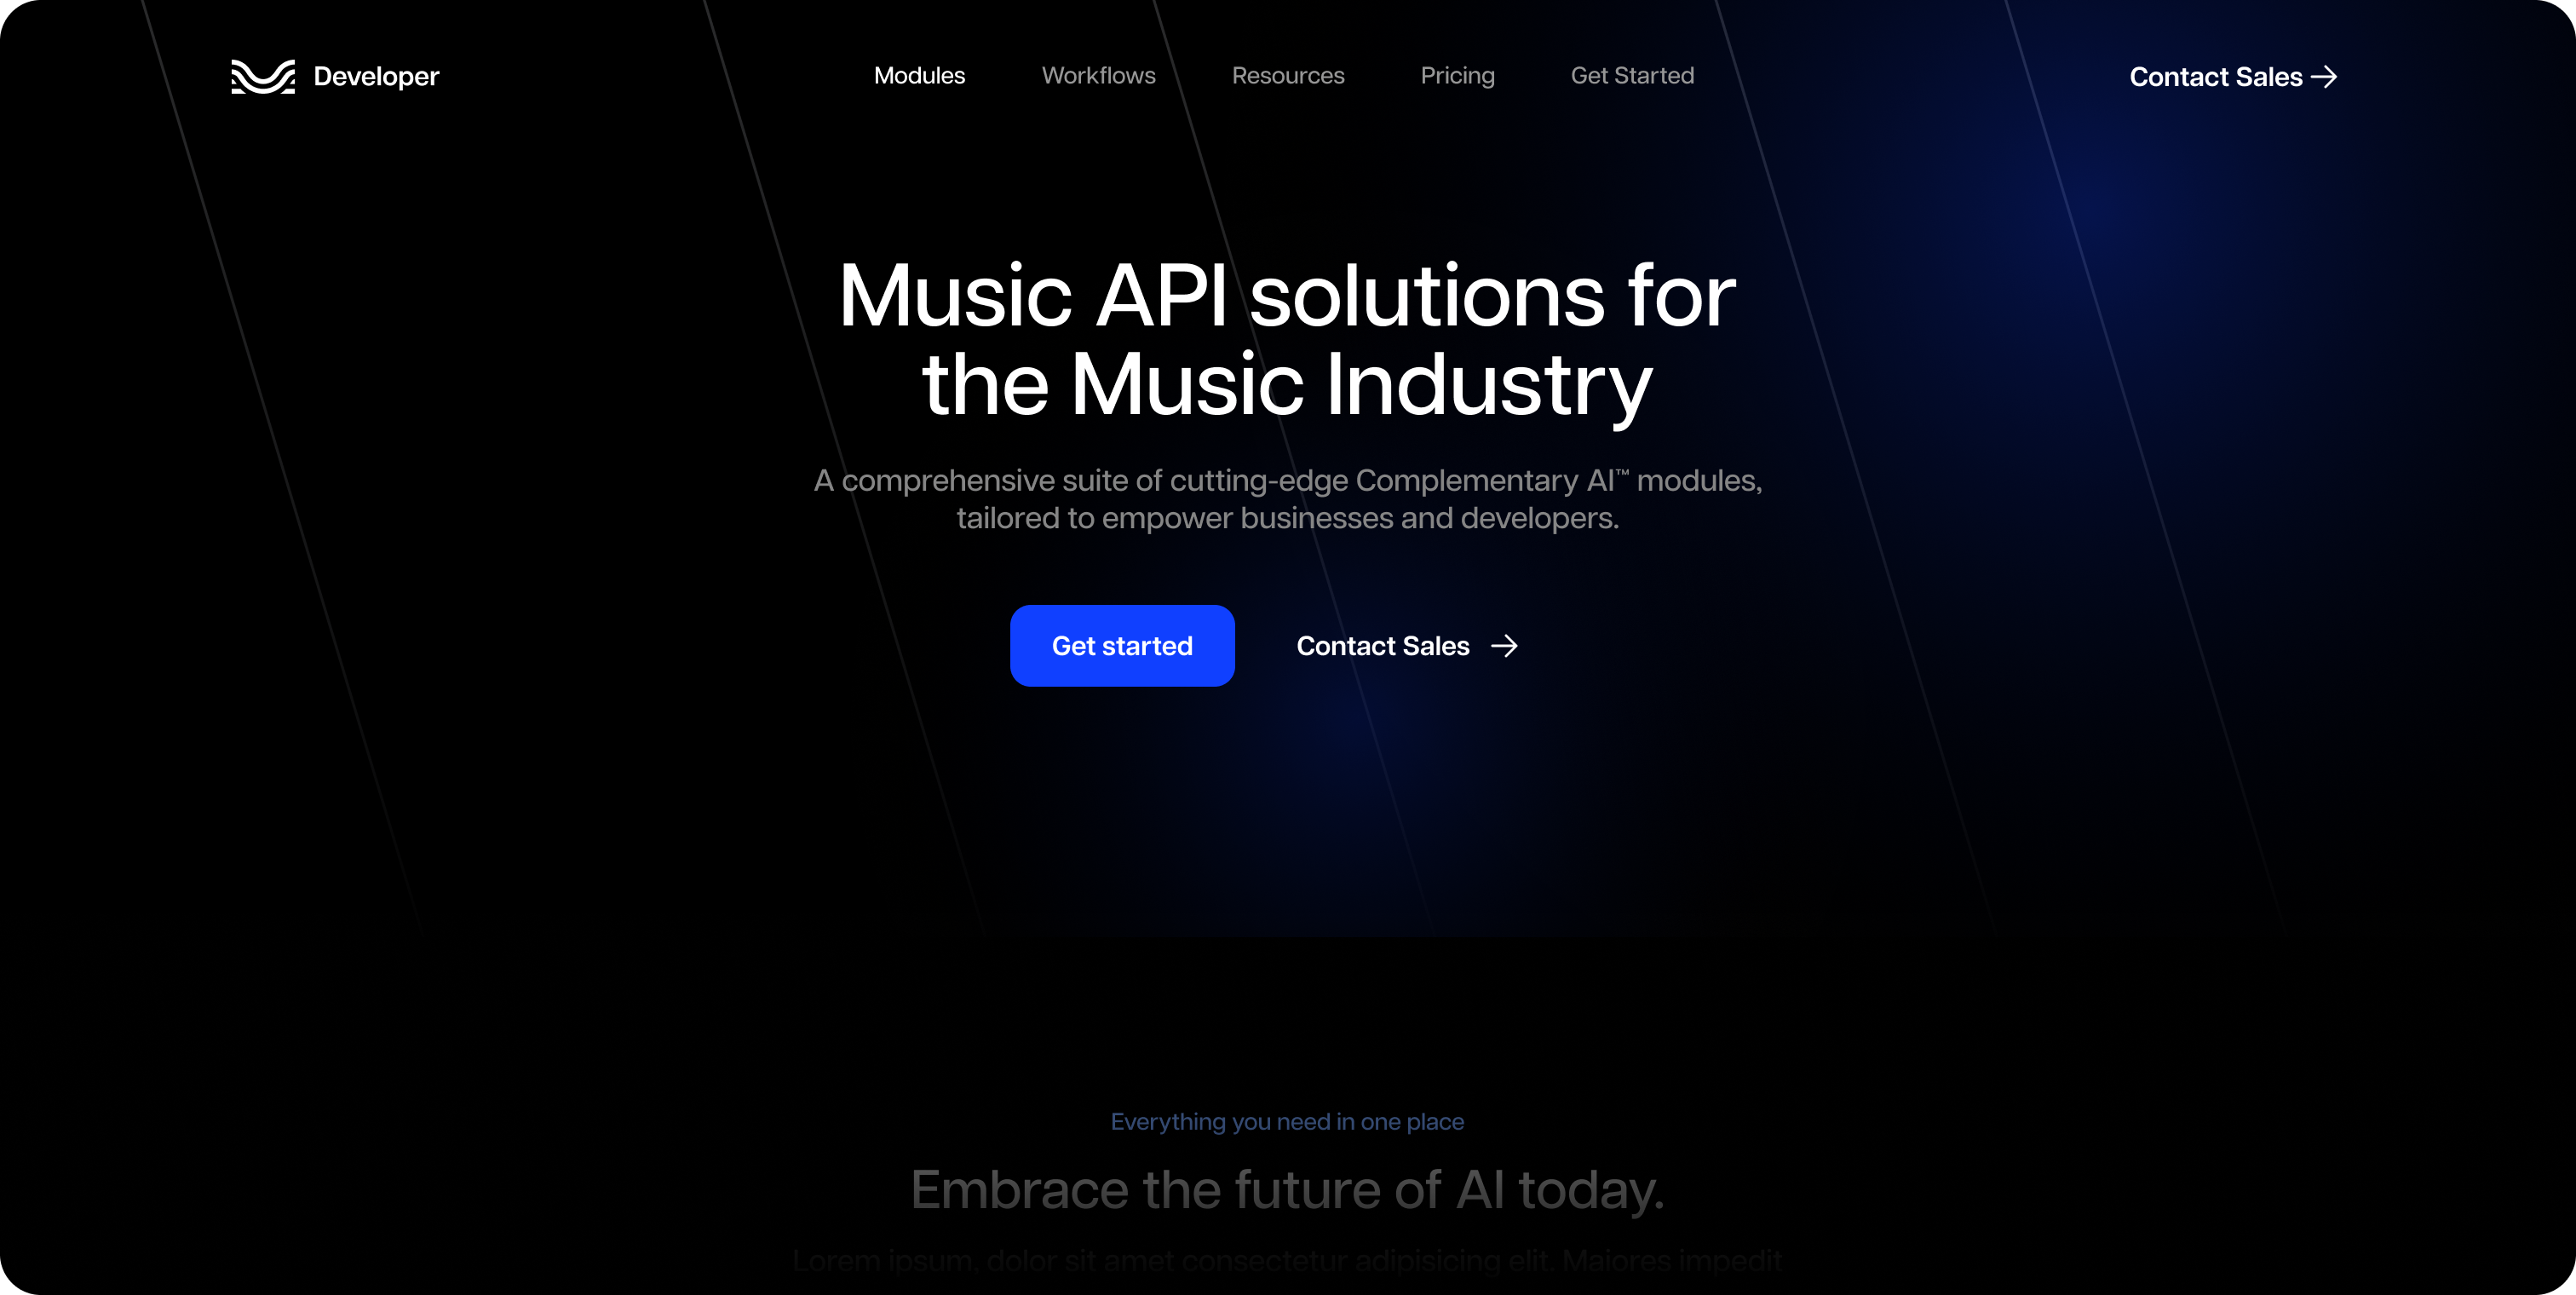 Developer
Modules
Workflows
Resources
Pricing
Get Started
Contact Sales
Music API solutions for
the Music Industry
A comprehensive suite of cutting-edge Complementary AI™ modules,
tailored to empower businesses and developers.
Get started
Contact Sales
Everything you need in one place
Embrace the future of AI today.
Lorem ipsum, dolor sit amet consectetur adipisicing elit. Maiores impedit